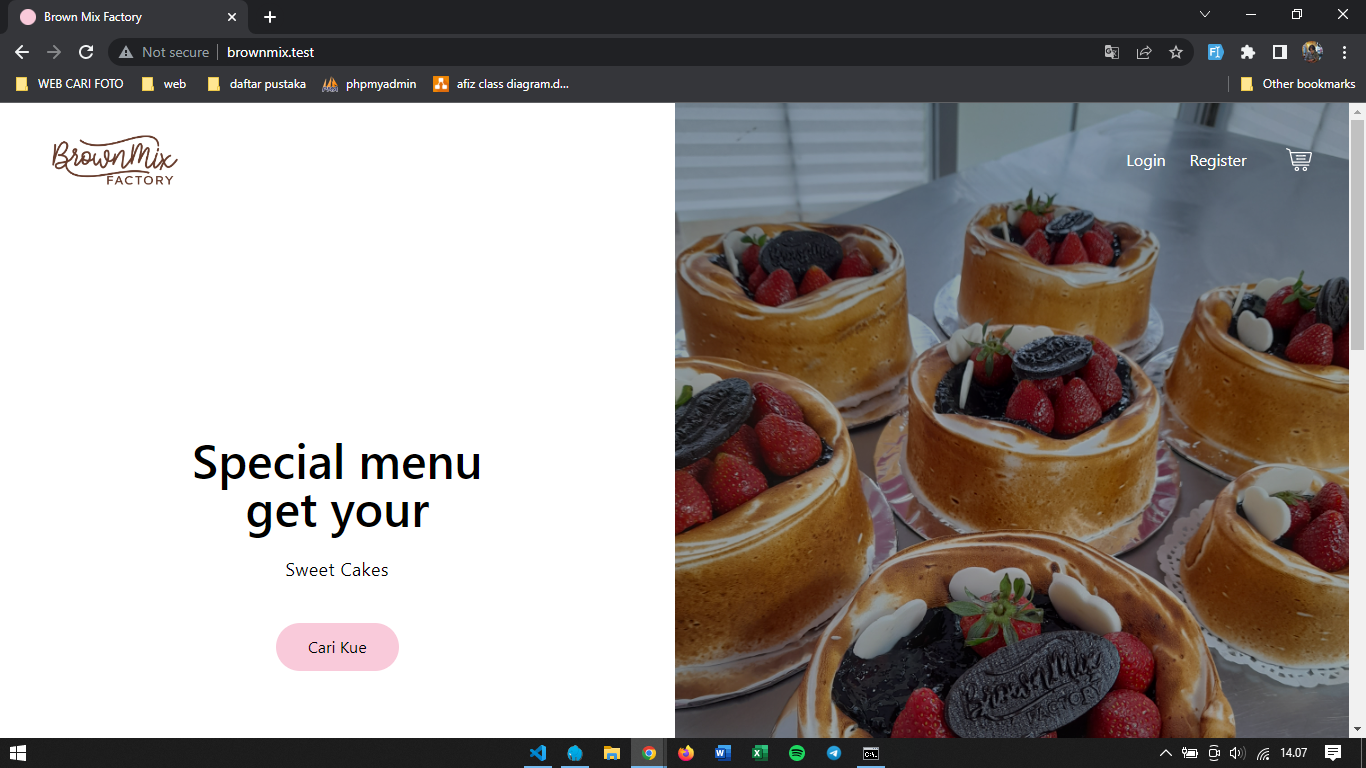 Brown Mix Factory
Not secure
brownmix.test
WEB CARI FOTO
web
daftar pustaka
phpmyadmin
afiz class diagram.d...
Other bookmarks
BrownMix
FACTORY
Login
Register
Special menu
get your
Sweet Cakes
Cari Kue
BrownMix
FACTORY
14.07